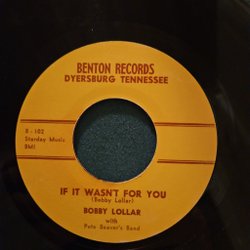 BENTON RECORDS
DYERSBURG TENNESSEE
B - 102
Starday Music
BMI
IF IT WASN'T FOR YOU
(Bobby Lollar)
BOBBY LOLLAR
with
Pete Beaver's Band